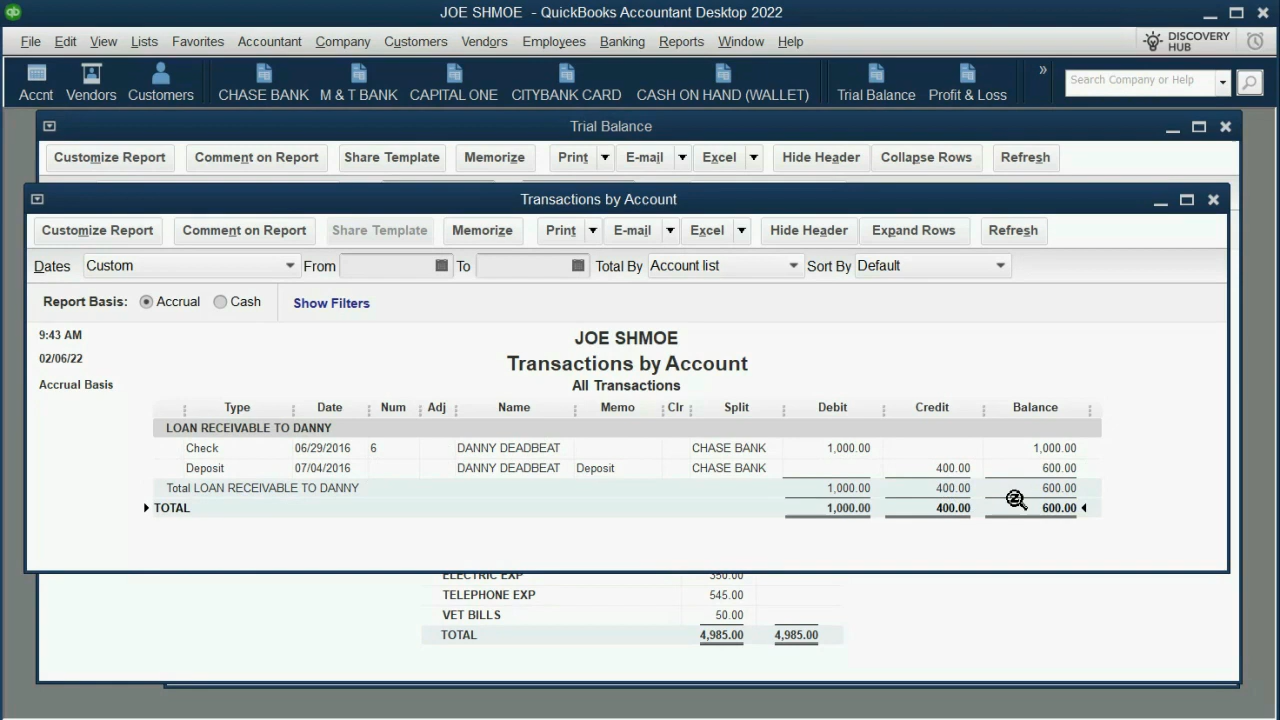 JOE SHMOE - QuickBooks Accountant Desktop 2022
File Edit View Lists Favorites Accountant Company Customers Vendors Employees Banking Reports Window Help DISCOVERY HUB
Accnt Vendors Customers CHASE BANK M & T BANK CAPITAL ONE CITYBANK CARD CASH ON HAND (WALLET) Trial Balance Profit & Loss » Search Company or Help
Trial Balance
Customize Report Comment on Report Share Template Memorize Print E-mail Excel Hide Header Collapse Rows Refresh
Transactions by Account
Customize Report Comment on Report Share Template Memorize Print E-mail Excel Hide Header Expand Rows Refresh
Dates Custom From To Total By Account list Sort By Default
Report Basis: Accrual Cash Show Filters
9:43 AM JOE SHMOE
02/06/22 Transactions by Account
Accrual Basis All Transactions
Type Date Num Adj Name Memo Clr Split Debit Credit Balance
LOAN RECEIVABLE TO DANNY
Check 06/29/2016 6 DANNY DEADBEAT CHASE BANK 1,000.00 1,000.00
Deposit 07/04/2016 DANNY DEADBEAT Deposit CHASE BANK 400.00 600.00
Total LOAN RECEIVABLE TO DANNY 1,000.00 400.00 600.00
TOTAL 1,000.00 400.00 600.00
ELECTRIC EXP 350.00
TELEPHONE EXP 545.00
VET BILLS 50.00
TOTAL 4,985.00 4,985.00